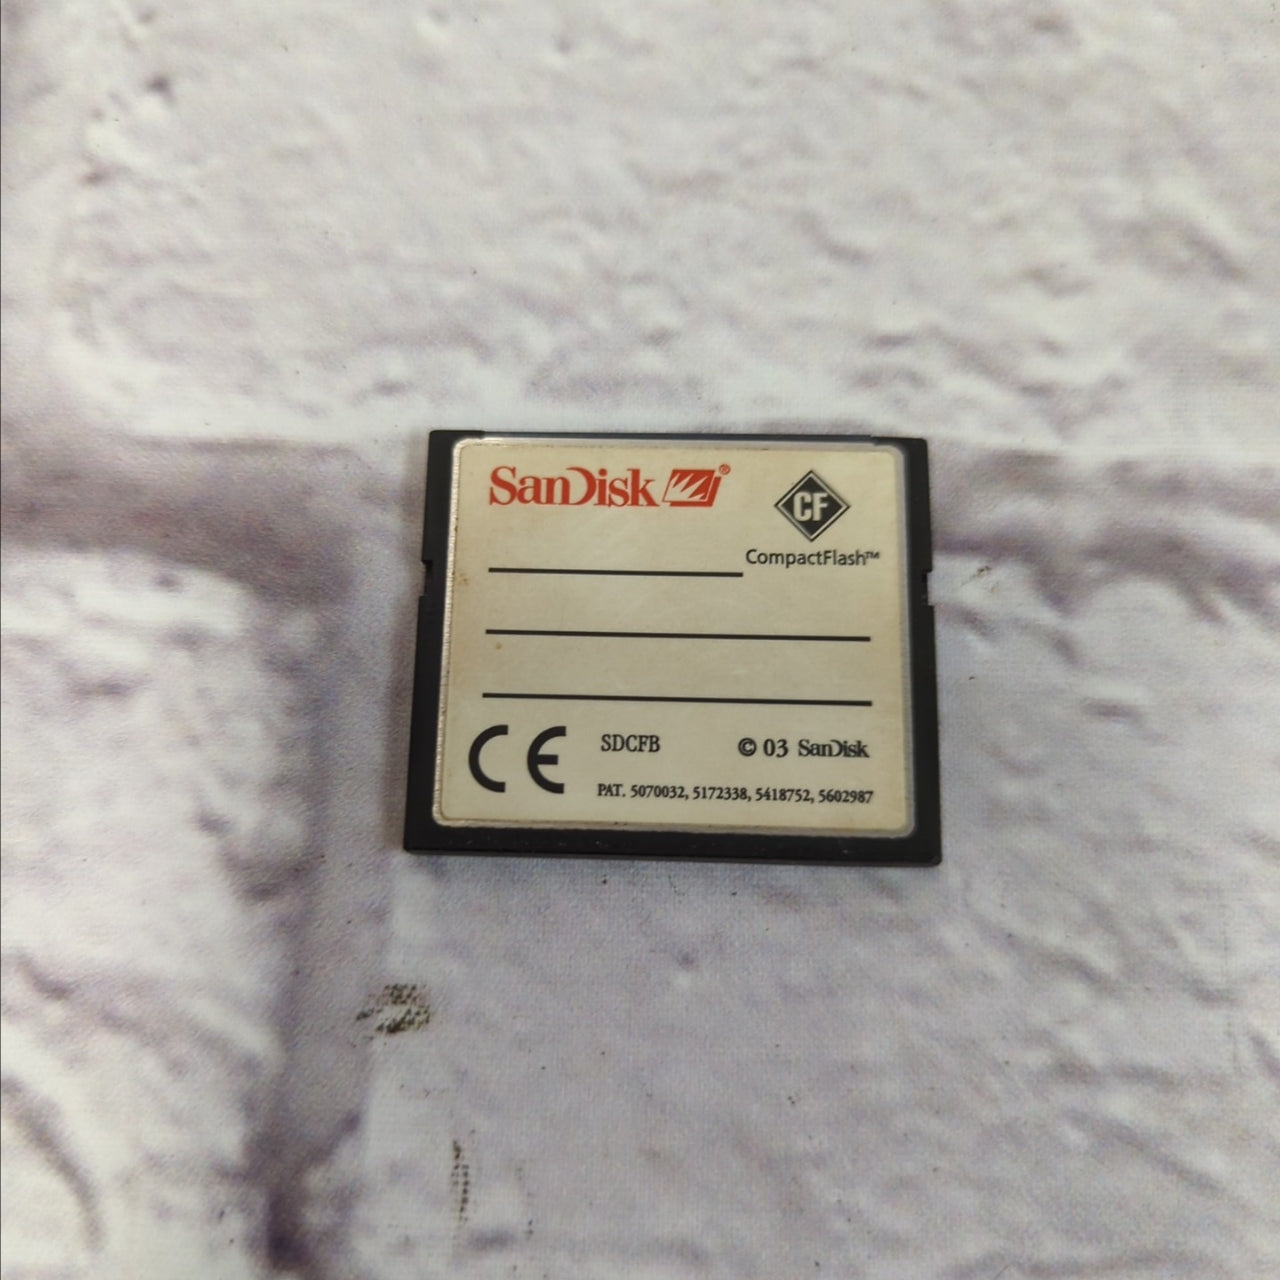 SanDisk ®
CF
CompactFlash™
CE SDCFB © 03 SanDisk
PAT. 5070032, 5172338, 5418752, 5602987